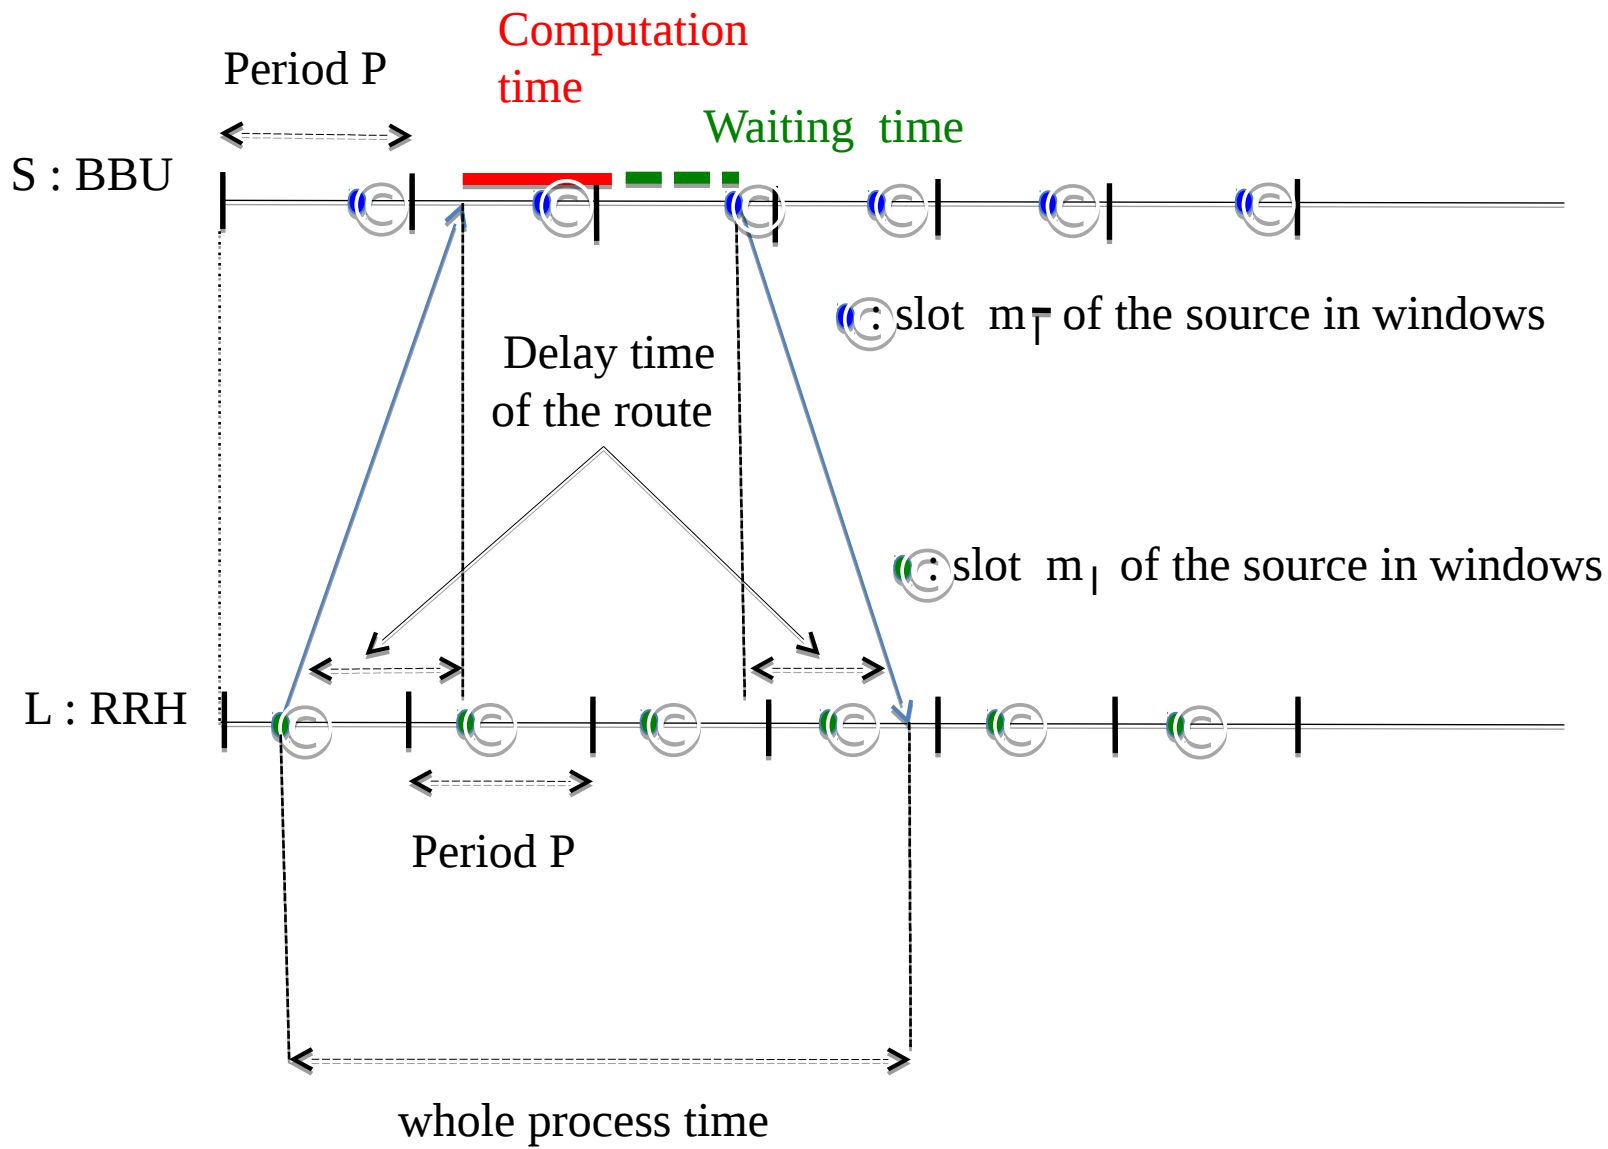 Computation
time
Period P
Waiting time
S : BBU
: slot m of the source in windows
Delay time
of the route
: slot m of the source in windows
L : RRH
Period P
whole process time